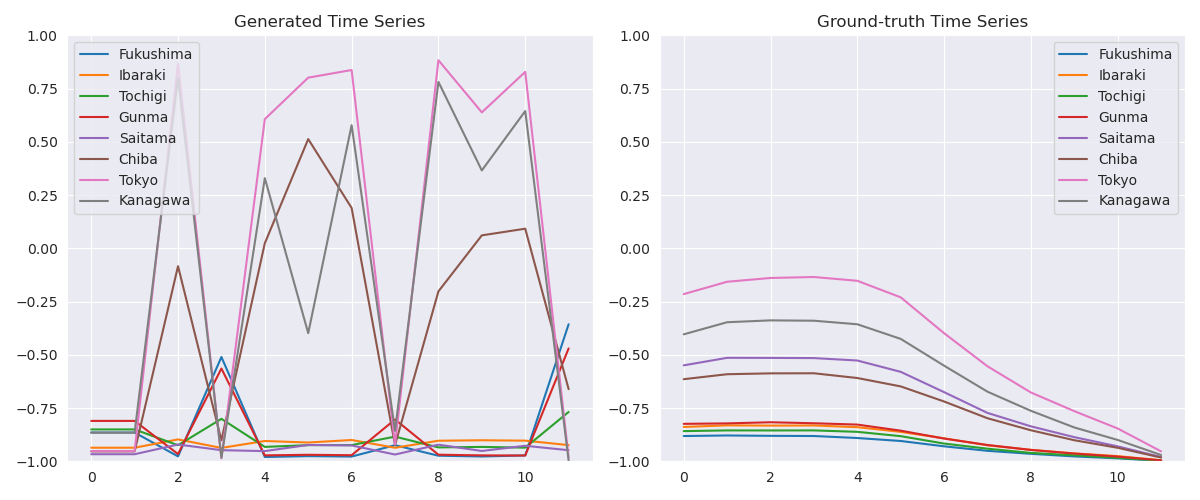 Generated Time Series
1.00
0.75
0.50
0.25
0.00
−0.25
−0.50
−0.75
−1.00
0 2 4 6 8 10
Fukushima
Ibaraki
Tochigi
Gunma
Saitama
Chiba
Tokyo
Kanagawa
Ground-truth Time Series
1.00
0.75
0.50
0.25
0.00
−0.25
−0.50
−0.75
−1.00
0 2 4 6 8 10
Fukushima
Ibaraki
Tochigi
Gunma
Saitama
Chiba
Tokyo
Kanagawa